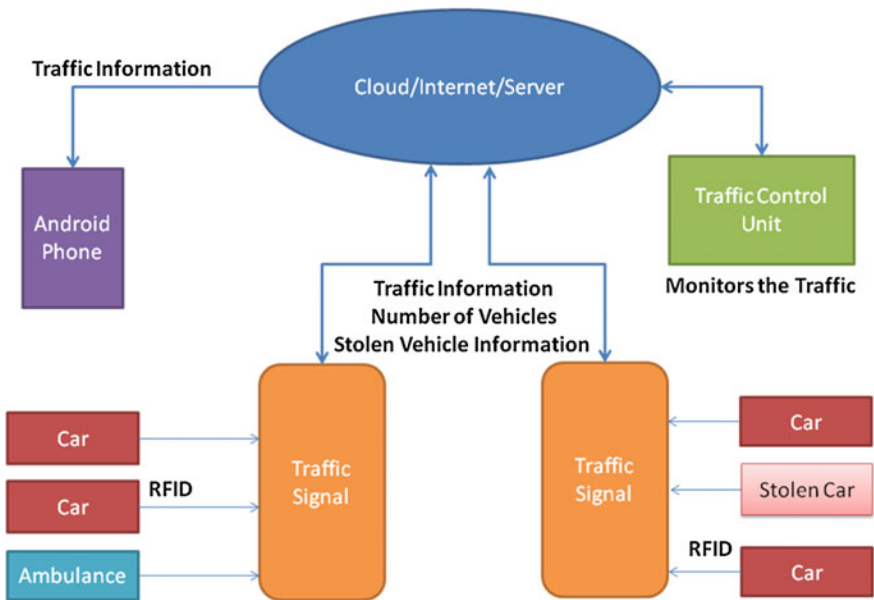 Traffic Information
Cloud/Internet/Server
Android
Phone
Traffic Control
Unit
Monitors the Traffic
Traffic Information
Number of Vehicles
Stolen Vehicle Information
Car
Car
RFID
Ambulance
Traffic
Signal
Traffic
Signal
Car
Stolen Car
RFID
Car